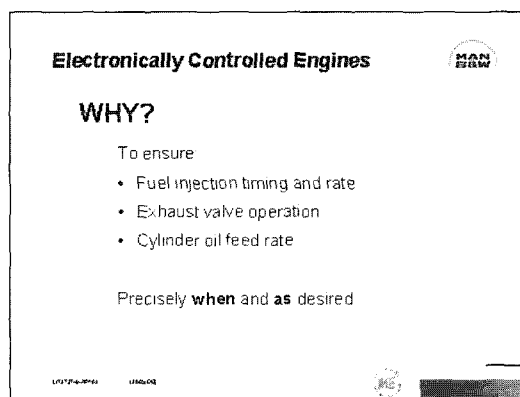 Electronically Controlled Engines
MAN
B&W
WHY?
To ensure
• Fuel injection timing and rate
• Exhaust valve operation
• Cylinder oil feed rate
Precisely when and as desired